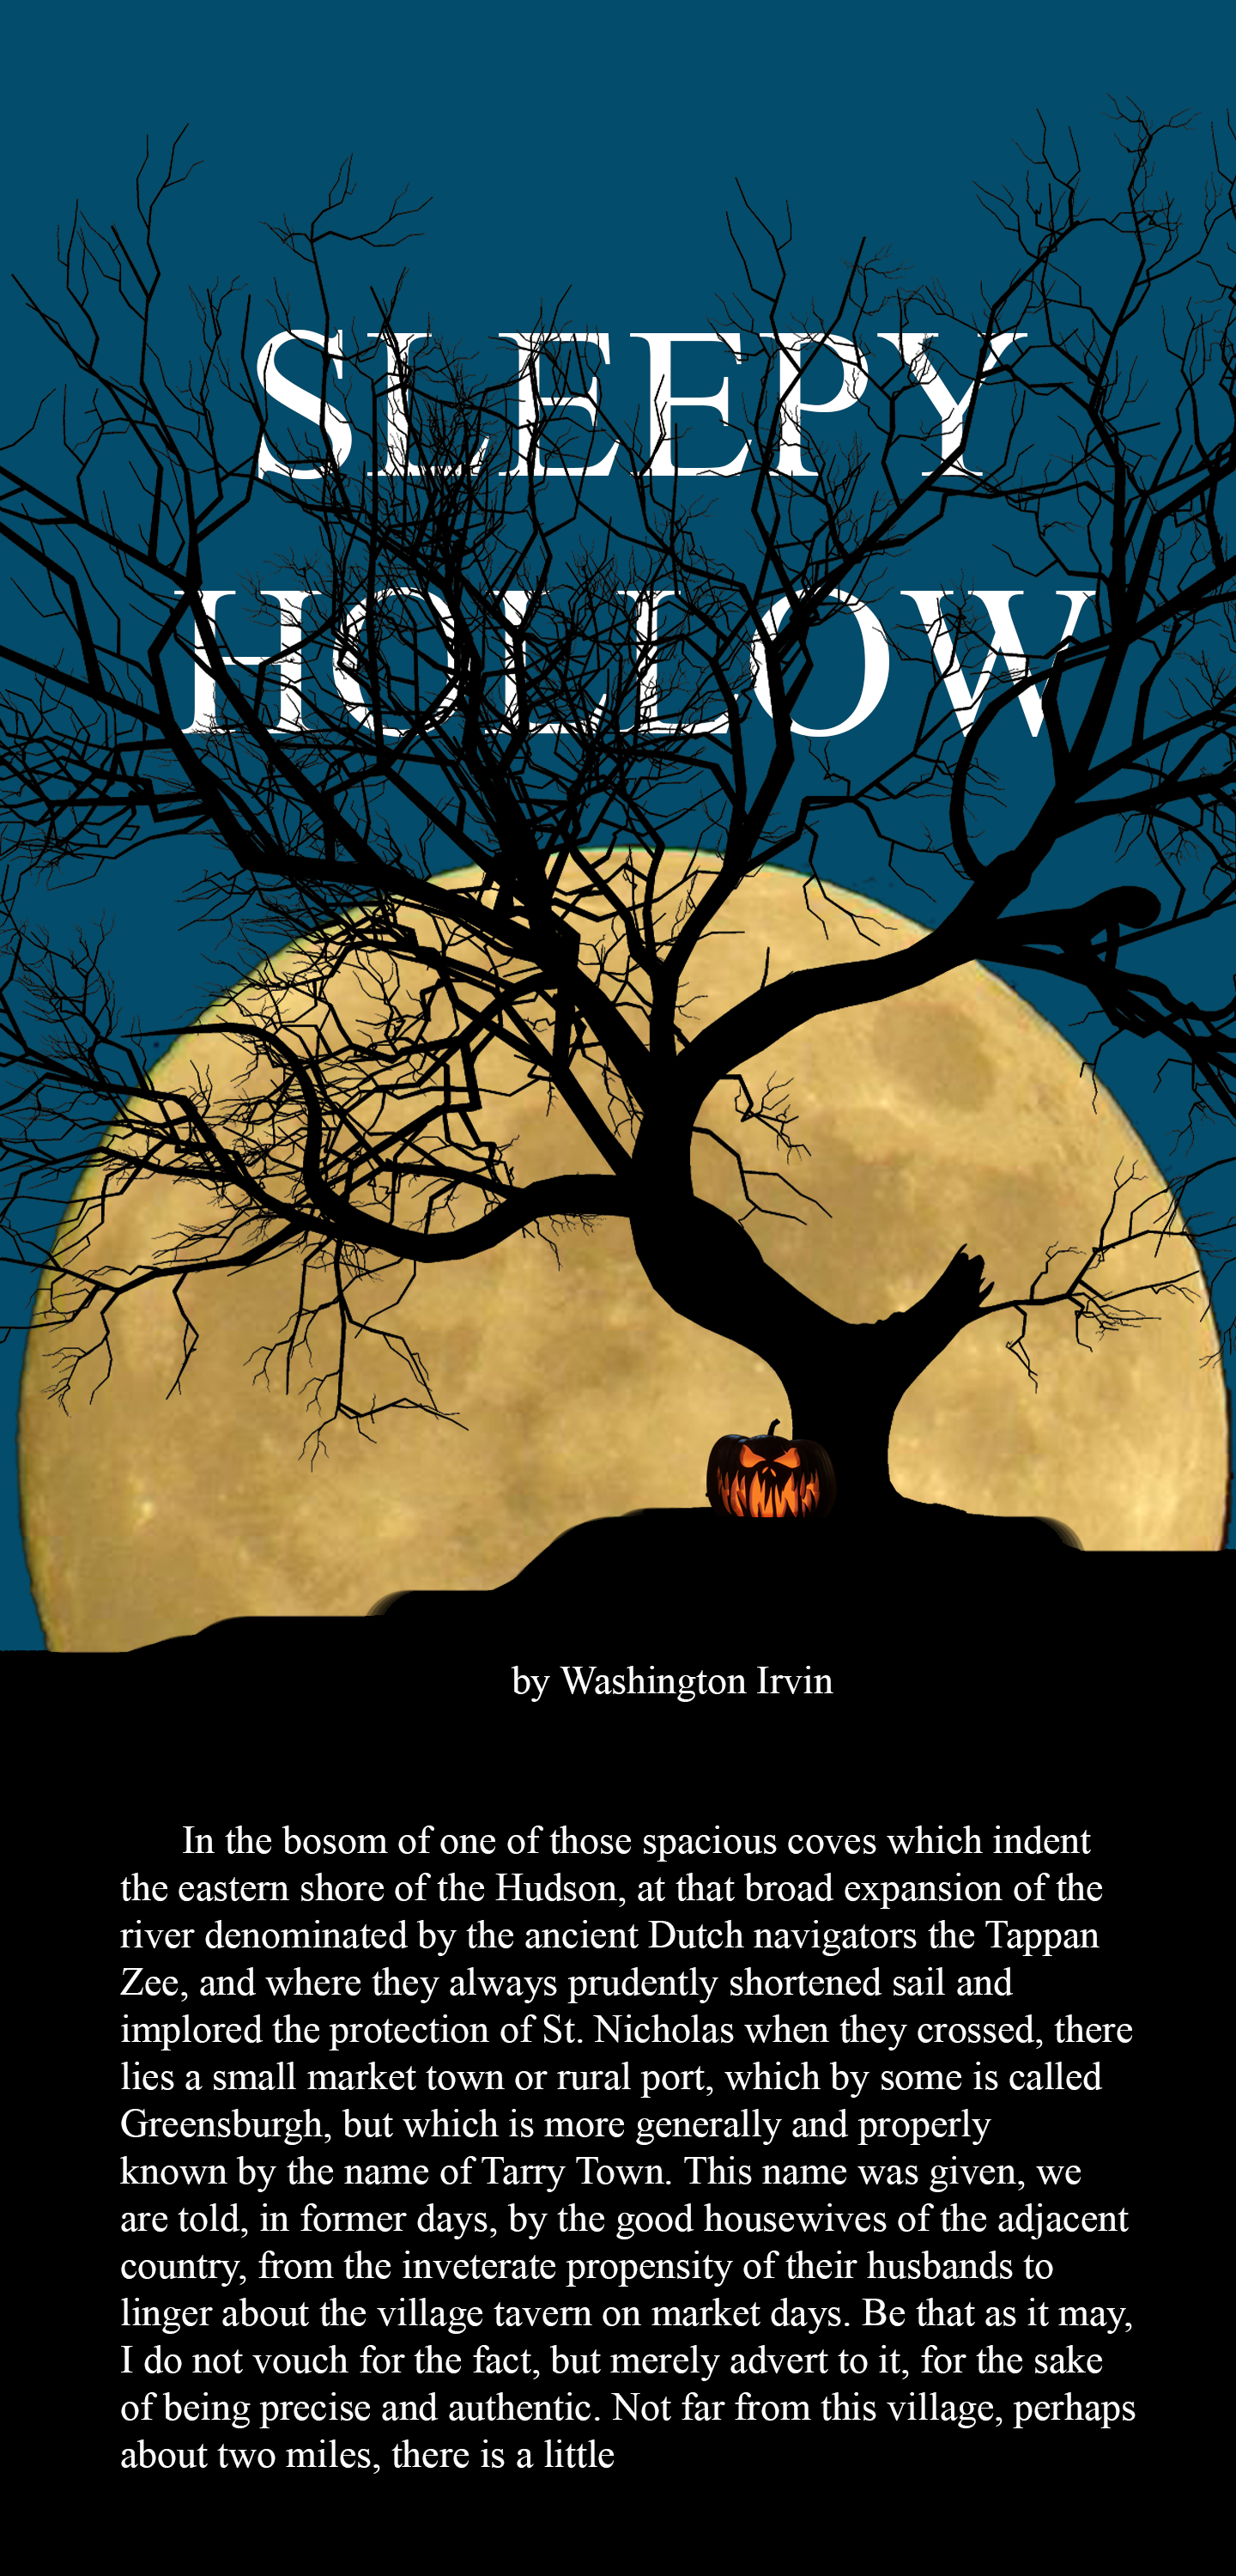 SLEEPY
HOLLOW
by Washington Irvin
In the bosom of one of those spacious coves which indent
the eastern shore of the Hudson, at that broad expansion of the
river denominated by the ancient Dutch navigators the Tappan
Zee, and where they always prudently shortened sail and
implored the protection of St. Nicholas when they crossed, there
lies a small market town or rural port, which by some is called
Greensburgh, but which is more generally and properly
known by the name of Tarry Town. This name was given, we
are told, in former days, by the good housewives of the adjacent
country, from the inveterate propensity of their husbands to
linger about the village tavern on market days. Be that as it may,
I do not vouch for the fact, but merely advert to it, for the sake
of being precise and authentic. Not far from this village, perhaps
about two miles, there is a little